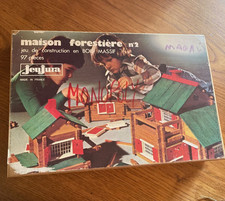 maison forestière n°2
jeu de construction en BOIS MASSIF
97 pièces
JeuJura
MADE IN FRANCE